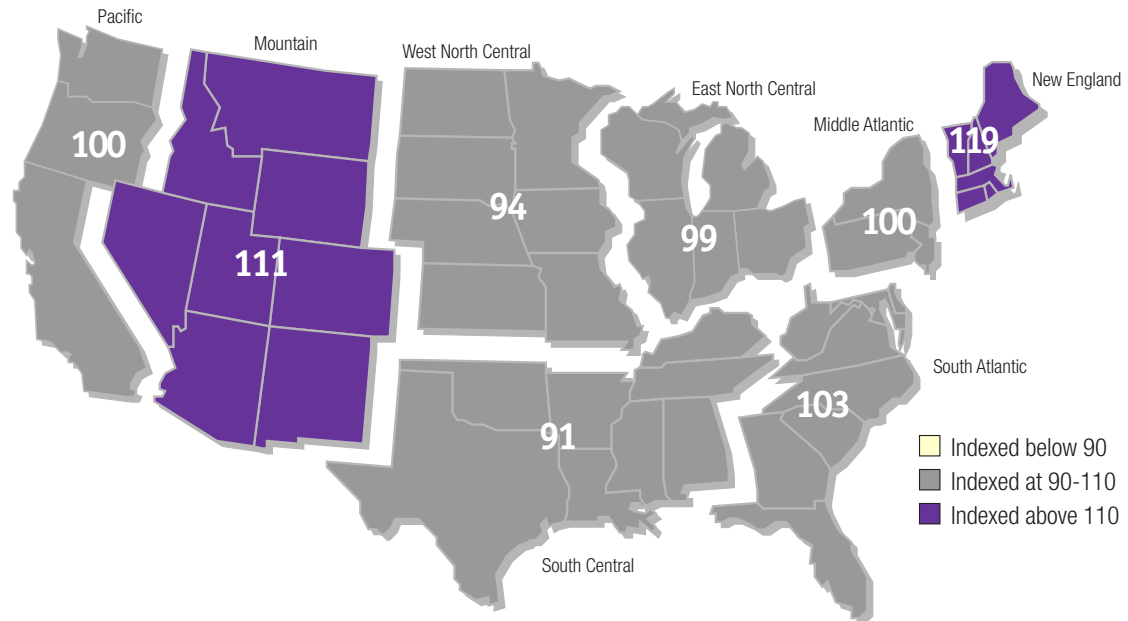 Pacific
Mountain
West North Central
East North Central
New England
Middle Atlantic
100
119
94
100
99
111
South Atlantic
103
91
Indexed below 90
Indexed at 90-110
Indexed above 110
South Central